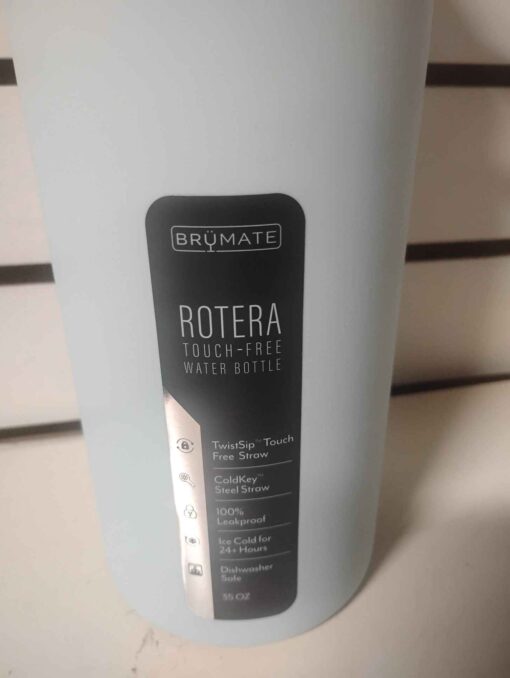 BRÜMATE
ROTERA
TOUCH-FREE
WATER BOTTLE
TwistSip™ Touch
Free Straw
ColdKey™
Steel Straw
100%
Leakproof
Ice Cold for
24+ Hours
Dishwasher
Safe
35 OZ